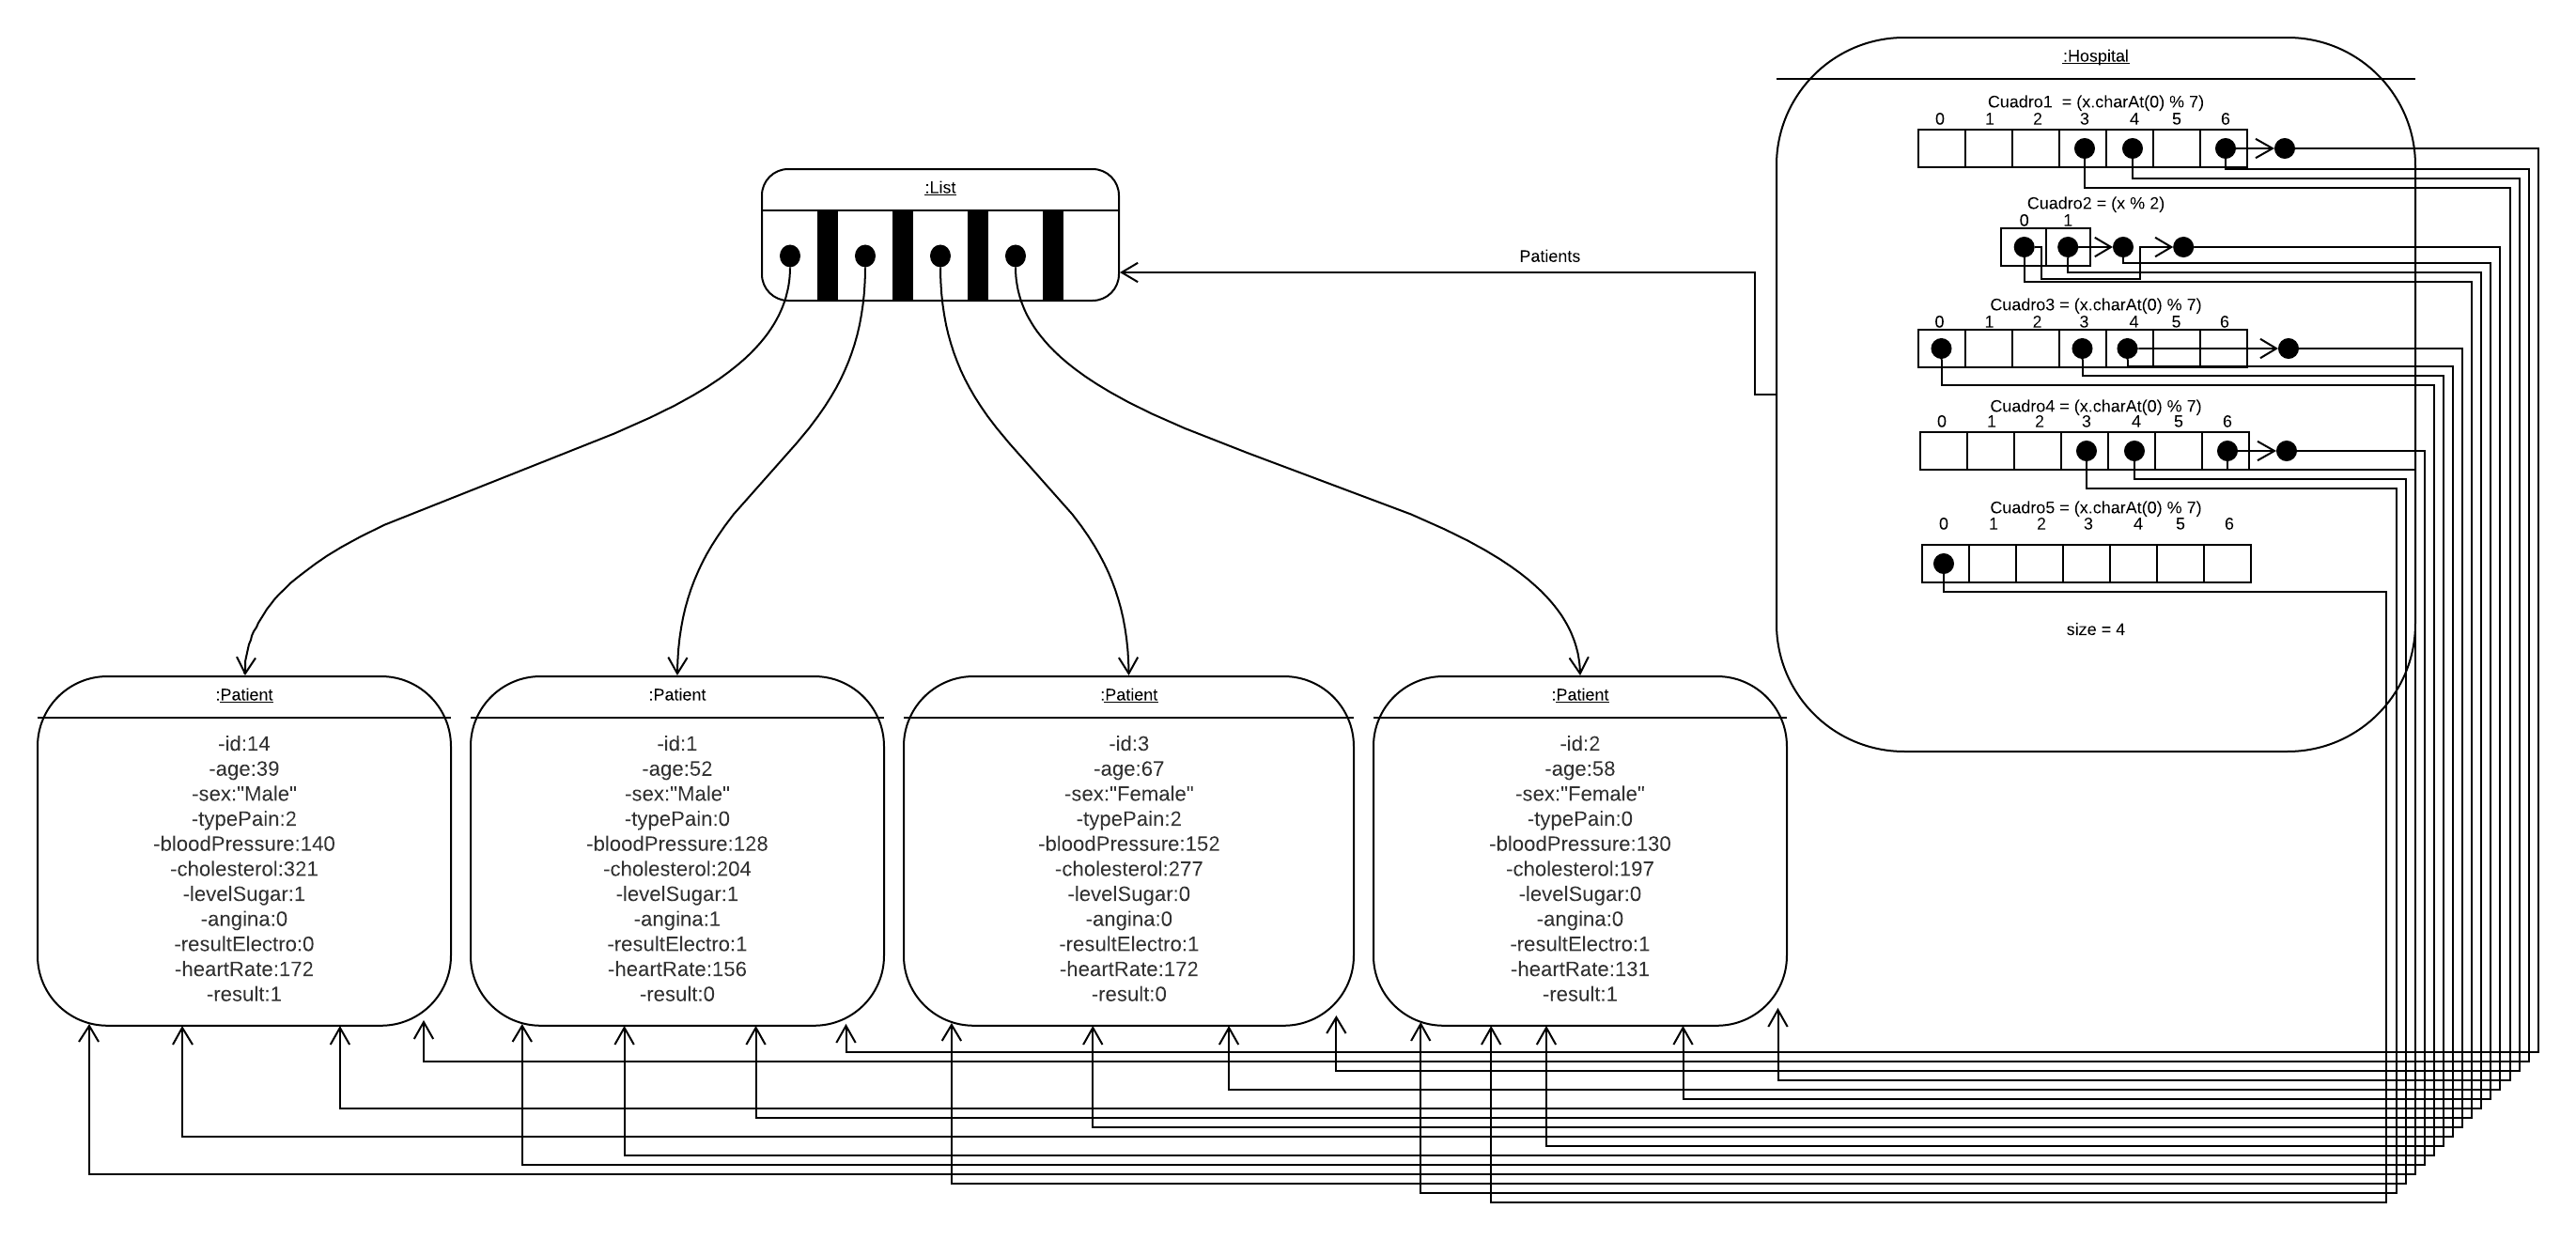 :Hospital
Cuadro1  = (x.charAt(0) % 7)
0 1 2 3 4 5 6
:List
Cuadro2 = (x % 2)
0 1
Patients
Cuadro3 = (x.charAt(0) % 7)
0 1 2 3 4 5 6
Cuadro4 = (x.charAt(0) % 7)
0 1 2 3 4 5 6
Cuadro5 = (x.charAt(0) % 7)
0 1 2 3 4 5 6
size = 4
:Patient
-id:14
-age:39
-sex:"Male"
-typePain:2
-bloodPressure:140
-cholesterol:321
-levelSugar:1
-angina:0
-resultElectro:0
-heartRate:172
-result:1
:Patient
-id:1
-age:52
-sex:"Male"
-typePain:0
-bloodPressure:128
-cholesterol:204
-levelSugar:1
-angina:1
-resultElectro:1
-heartRate:156
-result:0
:Patient
-id:3
-age:67
-sex:"Female"
-typePain:2
-bloodPressure:152
-cholesterol:277
-levelSugar:0
-angina:0
-resultElectro:1
-heartRate:172
-result:0
:Patient
-id:2
-age:58
-sex:"Female"
-typePain:0
-bloodPressure:130
-cholesterol:197
-levelSugar:0
-angina:0
-resultElectro:1
-heartRate:131
-result:1